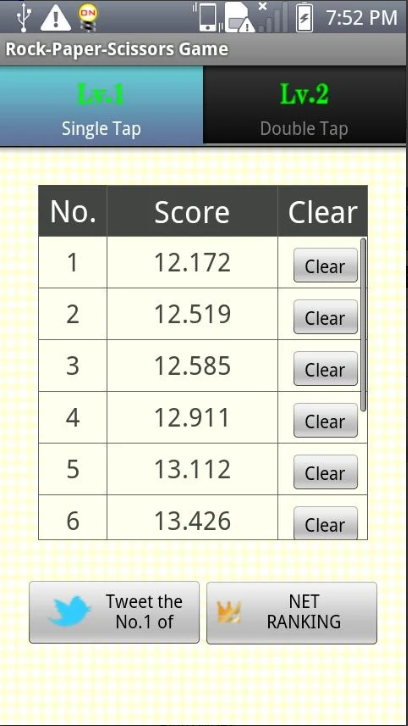 ON
7:52 PM
Rock-Paper-Scissors Game
Lv.1
Single Tap
Lv.2
Double Tap
No. Score Clear
1 12.172 Clear
2 12.519 Clear
3 12.585 Clear
4 12.911 Clear
5 13.112 Clear
6 13.426 Clear
Tweet the
No.1 of
NET
RANKING